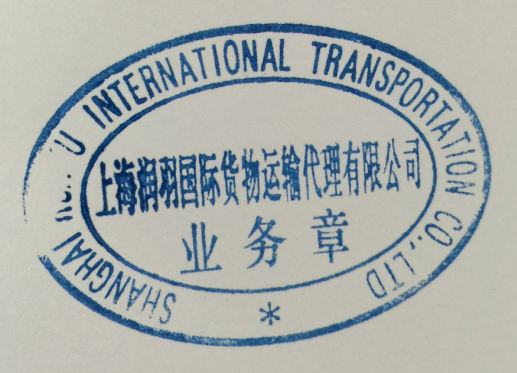 SHANGHAI INTERNATIONAL TRANSPORTATION CO., LTD
上海润羽国际货物运输代理有限公司
业务章
*